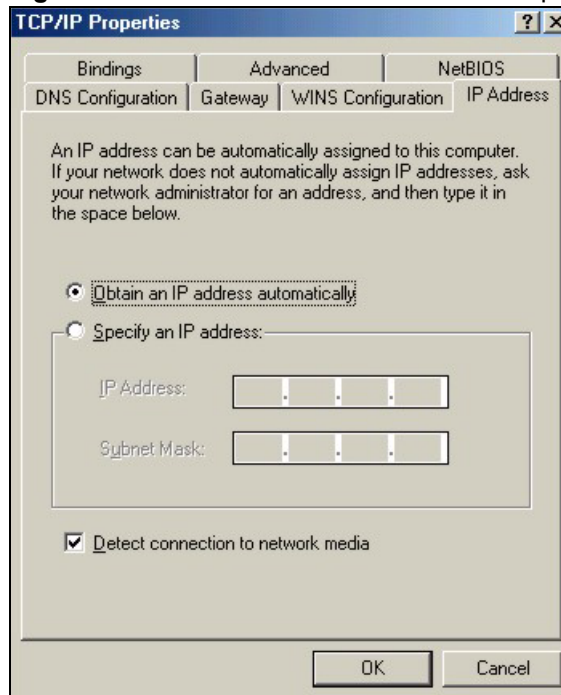 TCP/IP Properties
Bindings Advanced NetBIOS
DNS Configuration Gateway WINS Configuration IP Address
An IP address can be automatically assigned to this computer.
If your network does not automatically assign IP addresses, ask
your network administrator for an address, and then type it in
the space below.
Obtain an IP address automatically
Specify an IP address:
IP Address:
Subnet Mask:
Detect connection to network media
OK Cancel